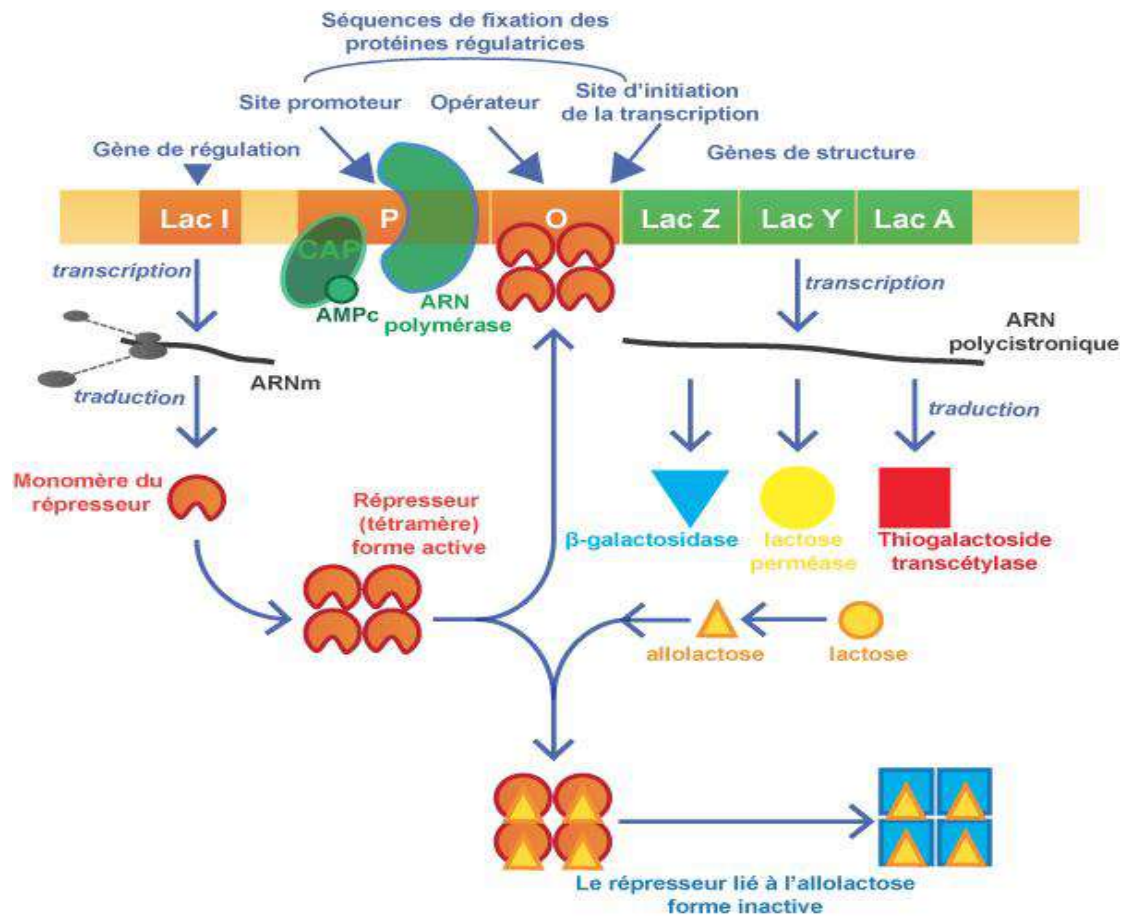 Séquences de fixation des
protéines régulatrices
Site promoteur
Opérateur
Site d'initiation
de la transcription
Gène de régulation
Gènes de structure
Lac I
P
O
Lac Z
Lac Y
Lac A
CAP
AMPc
ARN
polymérase
transcription
transcription
ARN
polycistronique
ARNm
traduction
traduction
Monomère du
répresseur
Répresseur
(tétramère)
forme active
β-galactosidase
lactose
perméase
Thiogalactoside
transcétylase
allolactose
lactose
Le répresseur lié à l'allolactose
forme inactive